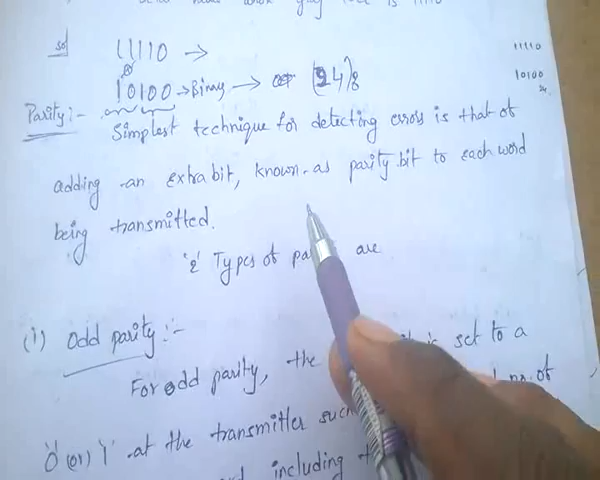 sol 11110 →
11110
10100 → Binary → (24)8
10100
Parity:- Simplest technique for detecting errors is that of
adding an extra bit, known as parity bit to each word
being transmitted.
'2' Types of pa are
(i) Odd parity:-
For odd parity, the is set to a
no. of
'0' (or) '1' at the transmitter such
including